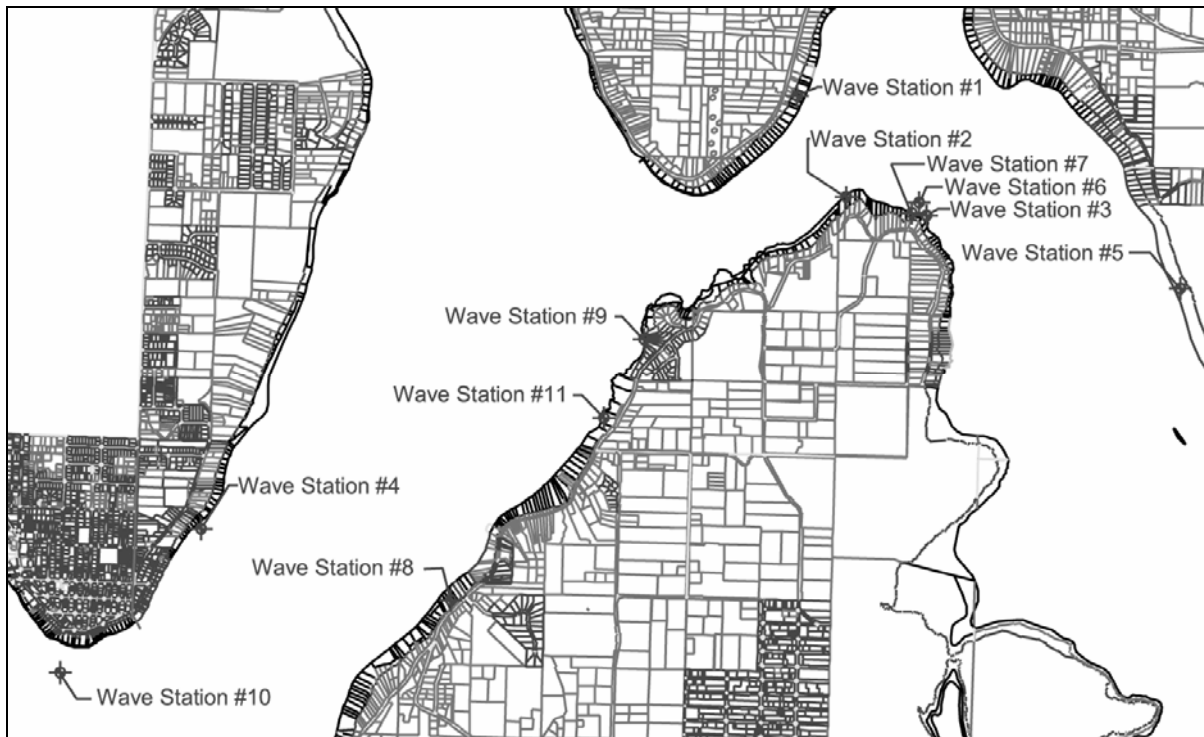 Wave Station #1
Wave Station #2
Wave Station #7
Wave Station #6
Wave Station #3
Wave Station #5
Wave Station #9
Wave Station #11
Wave Station #4
Wave Station #8
Wave Station #10